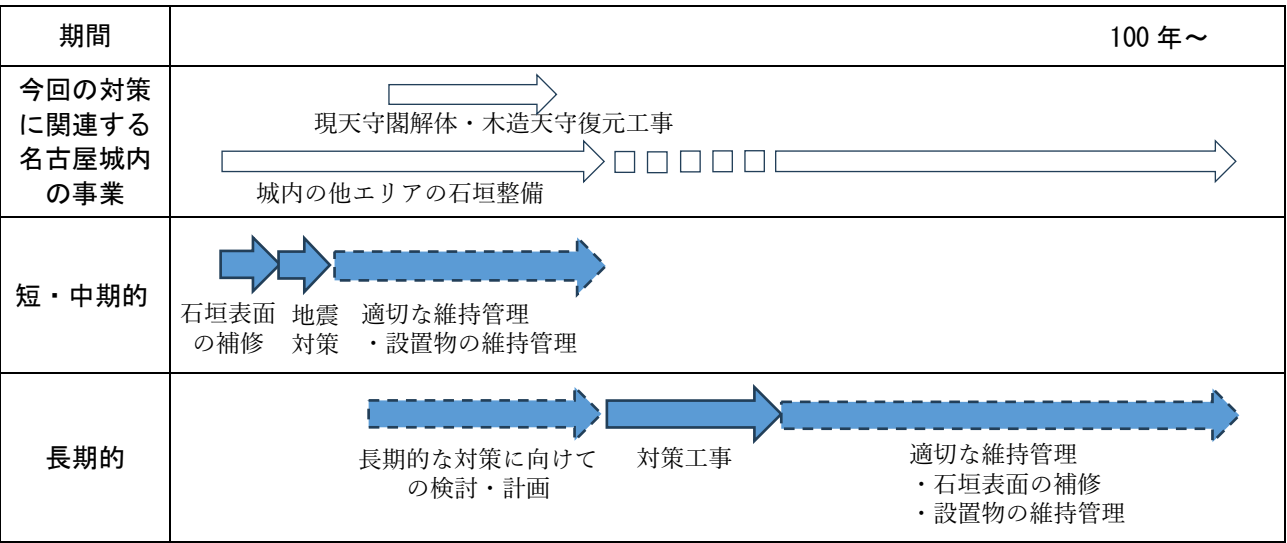 期間
100 年～
今回の対策
に関連する
名古屋城内
の事業
現天守閣解体・木造天守復元工事
城内の他エリアの石垣整備
短・中期的
石垣表面
の補修
地震
対策
適切な維持管理
・設置物の維持管理
長期的
長期的な対策に向けて
の検討・計画
対策工事
適切な維持管理
・石垣表面の補修
・設置物の維持管理